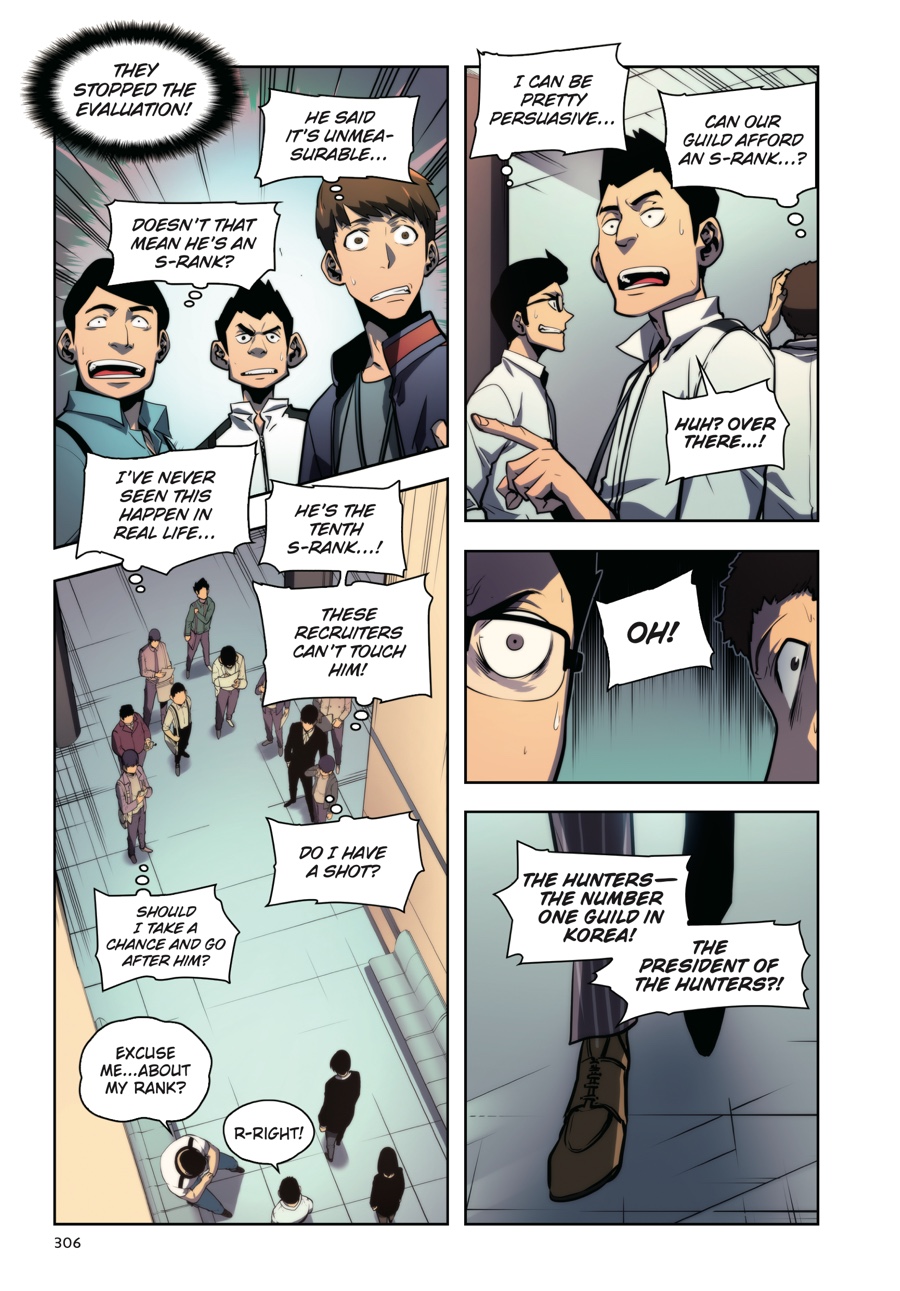 THEY
STOPPED THE
EVALUATION!
HE SAID
IT'S UNMEA-
SURABLE...
DOESN'T THAT
MEAN HE'S AN
S-RANK?
I'VE NEVER
SEEN THIS
HAPPEN IN
REAL LIFE...
HE'S THE
TENTH
S-RANK...!
THESE
RECRUITERS
CAN'T TOUCH
HIM!
DO I HAVE
A SHOT?
SHOULD
I TAKE A
CHANCE AND GO
AFTER HIM?
EXCUSE
ME...ABOUT
MY RANK?
R-RIGHT!
I CAN BE
PRETTY
PERSUASIVE...
CAN OUR
GUILD AFFORD
AN S-RANK...?
HUH? OVER
THERE...!
OH!
THE HUNTERS—
THE NUMBER
ONE GUILD IN
KOREA!
THE
PRESIDENT OF
THE HUNTERS?!
306